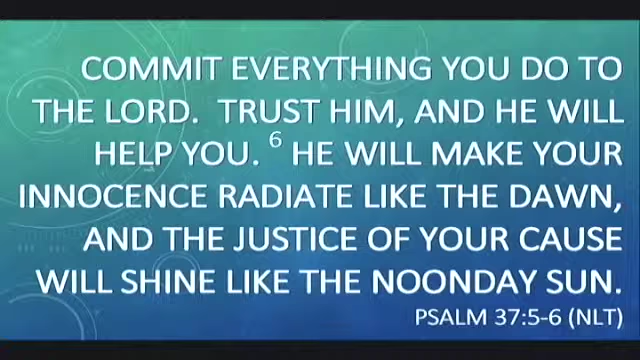 COMMIT EVERYTHING YOU DO TO
THE LORD. TRUST HIM, AND HE WILL
HELP YOU. 6 HE WILL MAKE YOUR
INNOCENCE RADIATE LIKE THE DAWN,
AND THE JUSTICE OF YOUR CAUSE
WILL SHINE LIKE THE NOONDAY SUN.
PSALM 37:5-6 (NLT)